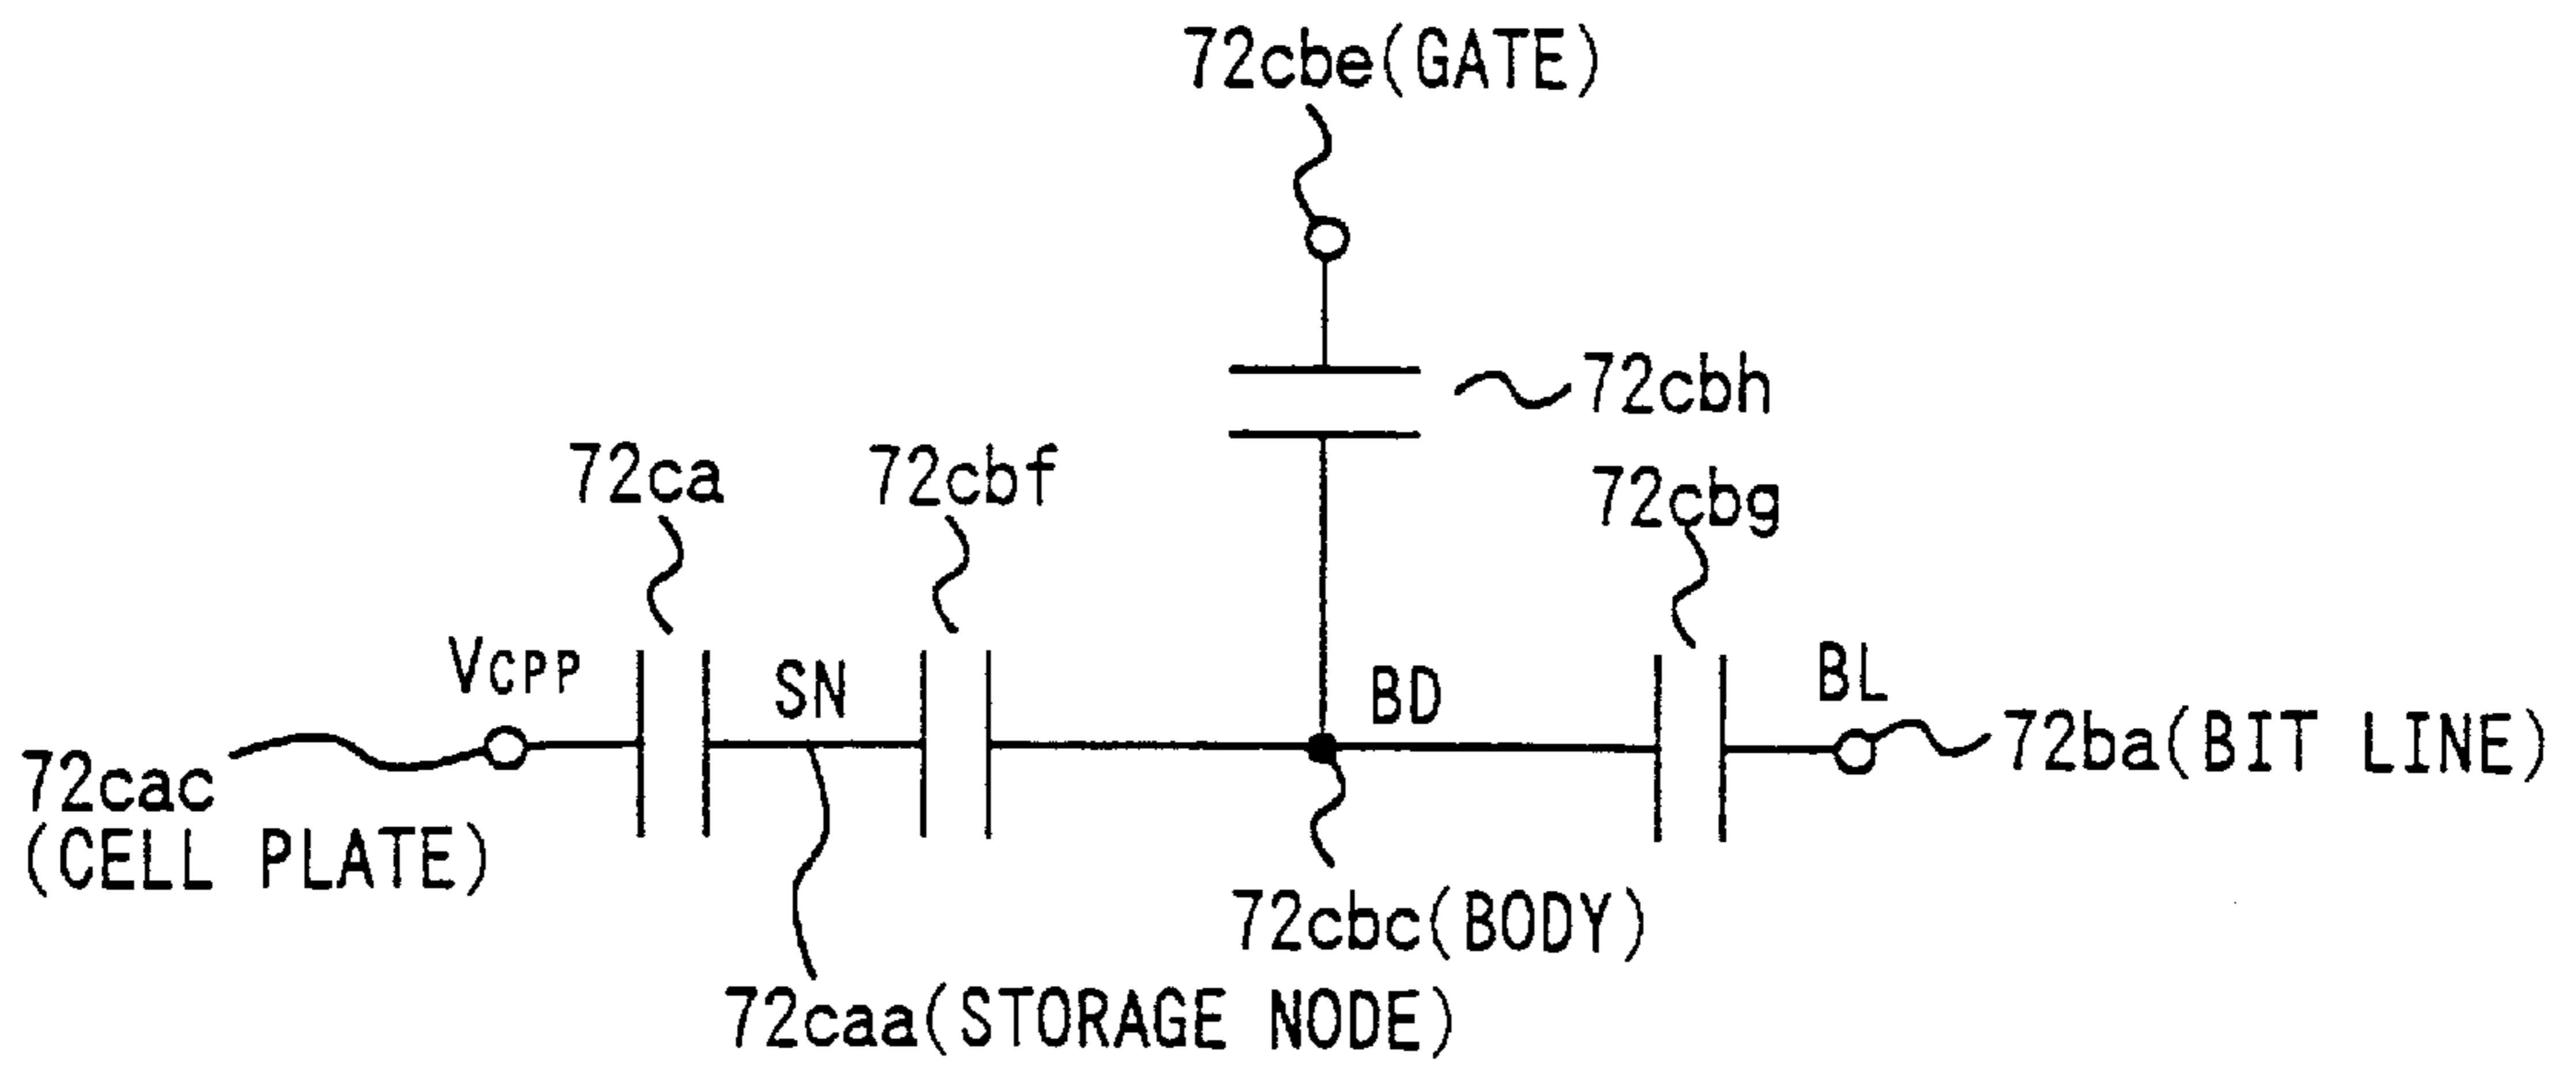 72cbe(GATE)
72cbh
72ca
72cbf
72cbg
VCPP
SN
BD
BL
72cac
(CELL PLATE)
72ba(BIT LINE)
72cbc(BODY)
72caa(STORAGE NODE)